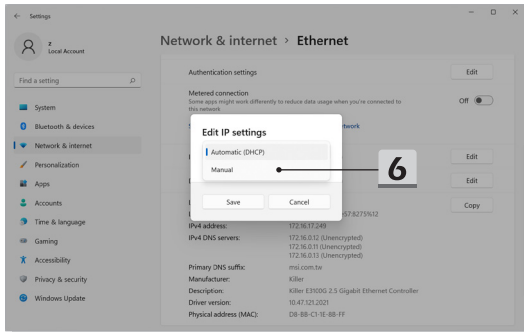 Settings
z
Local Account
Find a setting
System
Bluetooth & devices
Network & internet
Personalization
Apps
Accounts
Time & language
Gaming
Accessibility
Privacy & security
Windows Update
Network & internet > Ethernet
Authentication settings
Edit
Metered connection
Some apps might work differently to reduce data usage when you're connected to
this network
Off
Edit IP settings
Automatic (DHCP)
Manual
6
Save
Cancel
Edit
Edit
Copy
IPv4 address: 172.16.17.249
IPv4 DNS servers: 172.16.0.12 (Unencrypted)
172.16.0.11 (Unencrypted)
172.16.0.13 (Unencrypted)
Primary DNS suffix: msi.com.tw
Manufacturer: Killer
Description: Killer E3100G 2.5 Gigabit Ethernet Controller
Driver version: 10.47.121.2021
Physical address (MAC): D8-BB-C1-1E-8B-FF